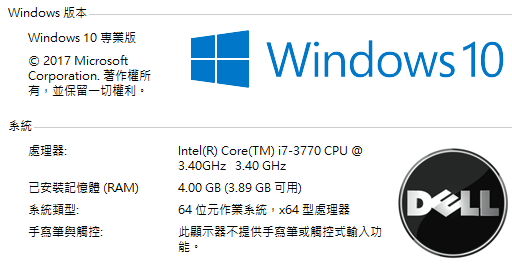 Windows 版本
Windows 10 專業版
© 2017 Microsoft
Corporation. 著作權所
有，並保留一切權利。
Windows 10
系統
處理器: Intel(R) Core(TM) i7-3770 CPU @
3.40GHz 3.40 GHz
已安裝記憶體 (RAM) 4.00 GB (3.89 GB 可用)
系統類型: 64 位元作業系統，x64 型處理器
手寫筆與觸控: 此顯示器不提供手寫筆或觸控式輸入功
能。
DELL